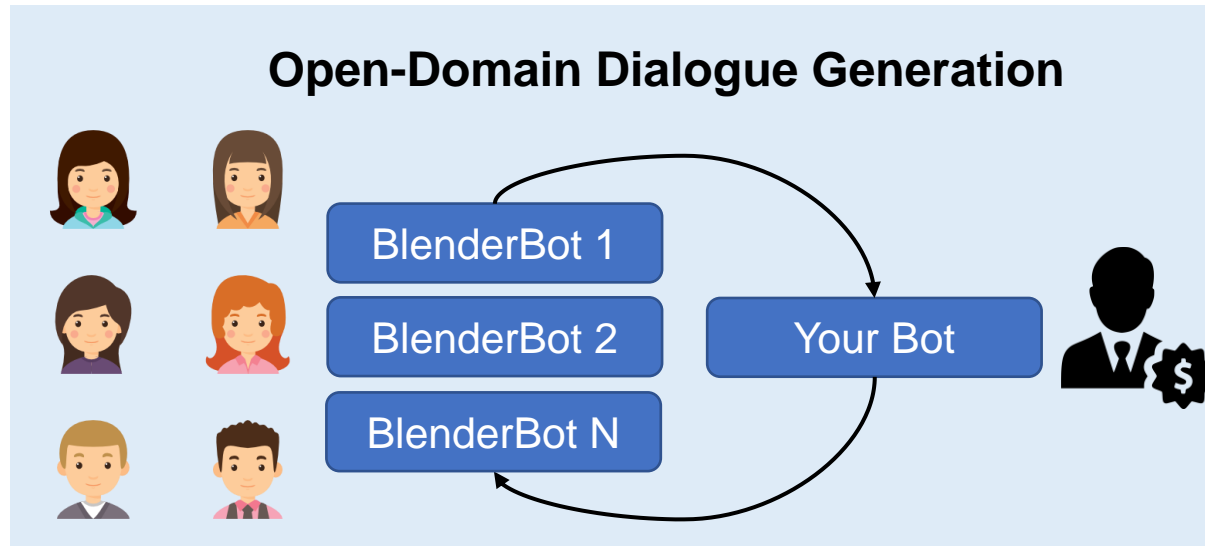 Open-Domain Dialogue Generation
BlenderBot 1
BlenderBot 2
BlenderBot N
Your Bot
$